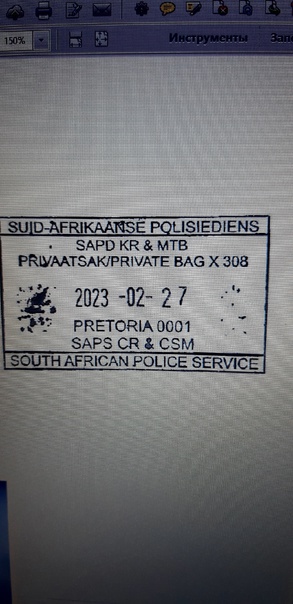 150%
Инструменты
SUID-AFRIKAANSE POLISIEDIENS
SAPD KR & MTB
PRIVAATSAK/PRIVATE BAG X 308
2023 -02- 27
PRETORIA 0001
SAPS CR & CSM
SOUTH AFRICAN POLICE SERVICE